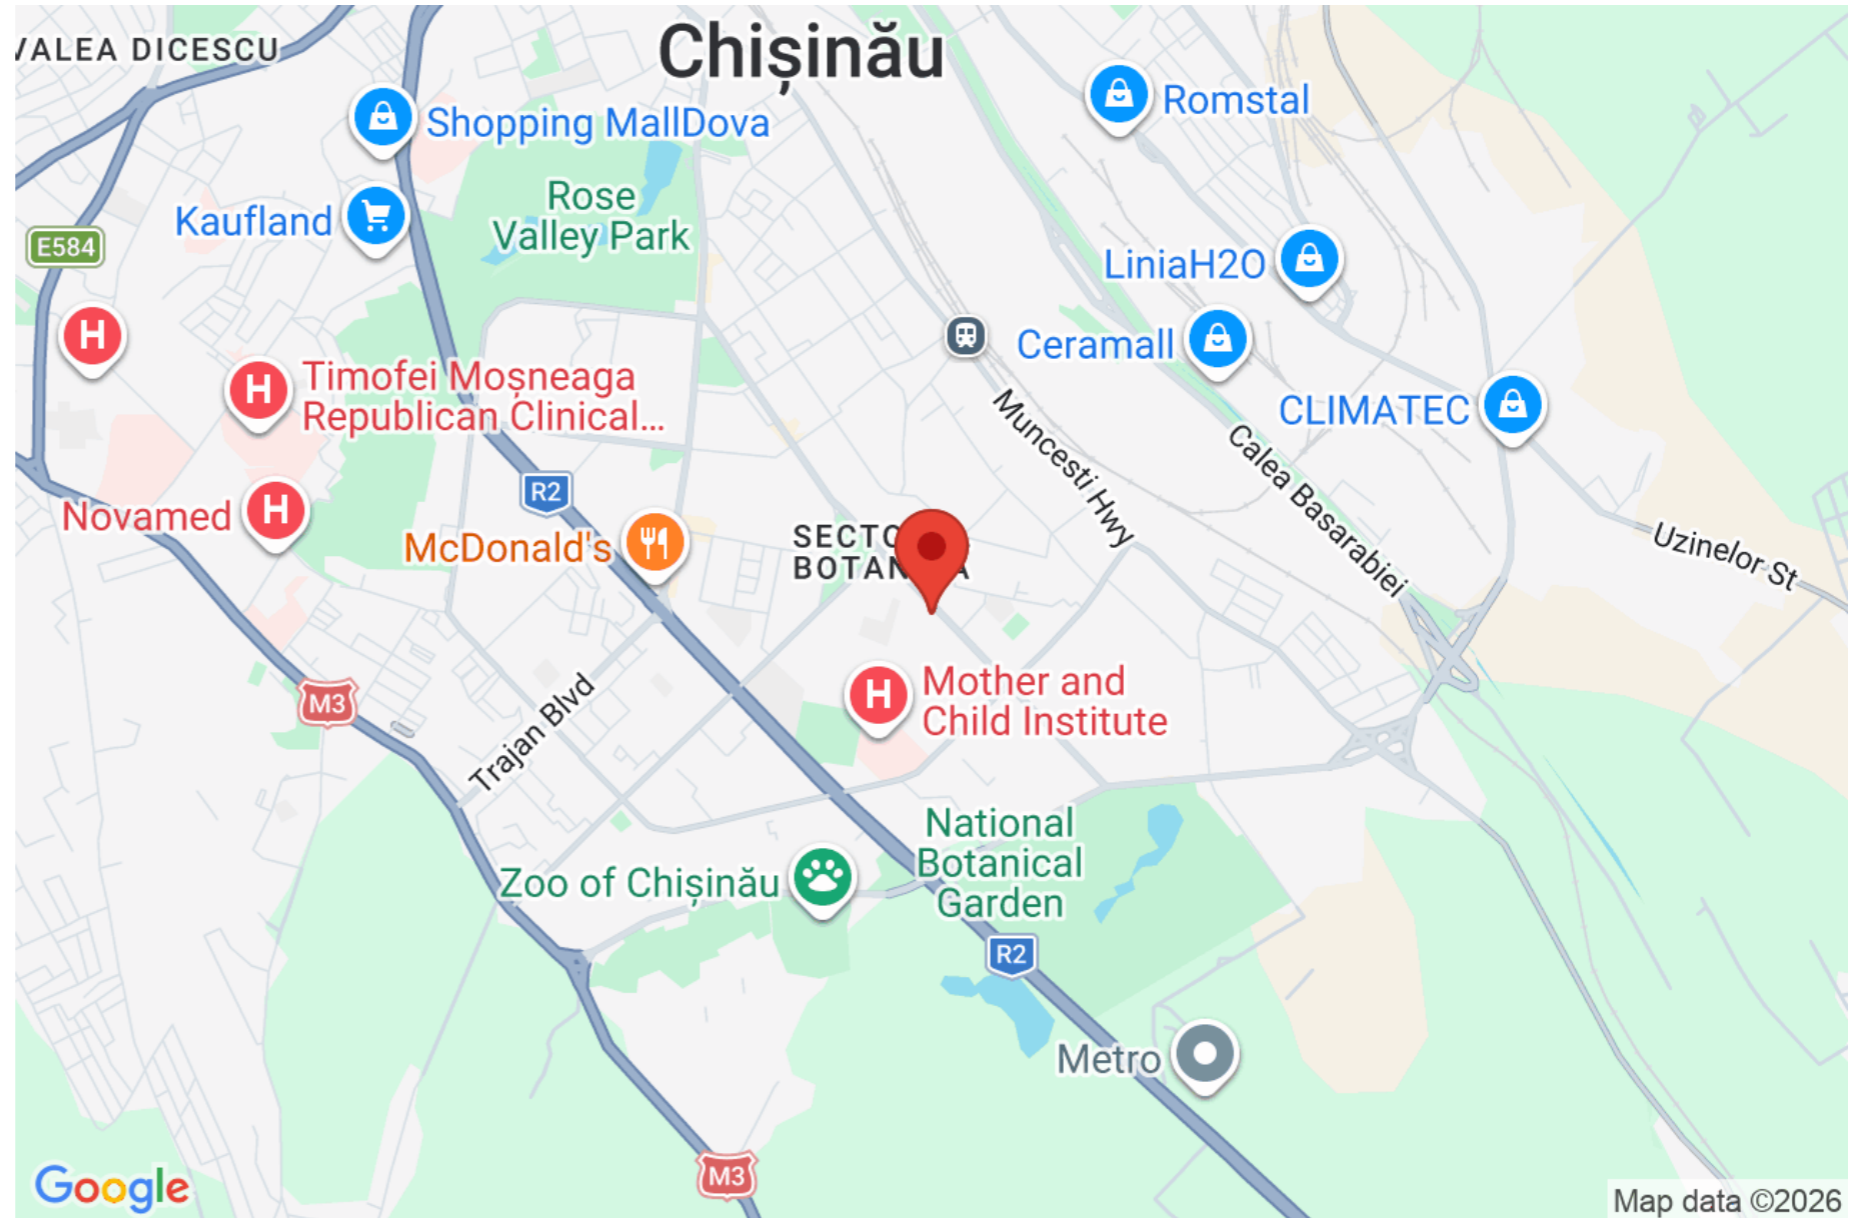 Chișinău
VALEA DICESCU
Shopping MallDova
Romstal
Rose
Valley Park
Kaufland
E584
LiniaH2O
Ceramall
H
Timofei Moșneaga
Republican Clinical...
H
CLIMATEC
Muncesti Hwy
Calea Basarabiei
R2
Novamed
H
McDonald's
Uzinelor St
M3
Trajan Blvd
H
Mother and
Child Institute
National
Botanical
Garden
Zoo of Chișinău
R2
Metro
M3
Google
Map data ©2026